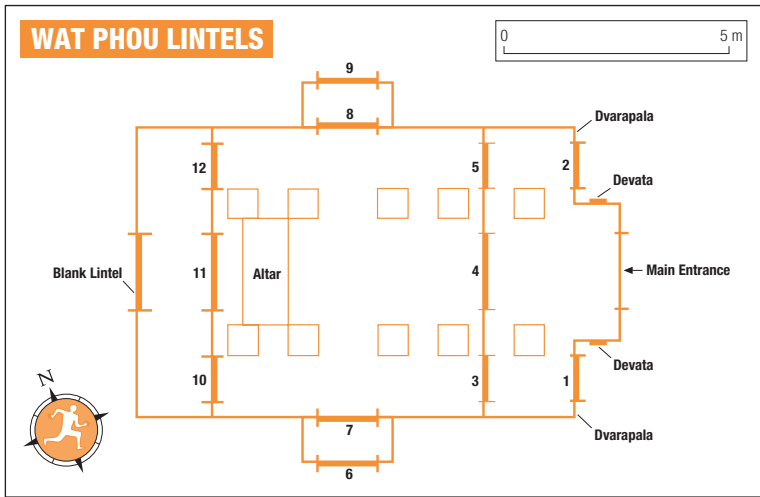 WAT PHOU LINTELS
0 5 m
9
8
Dvarapala
12
5
2
Devata
Blank Lintel
11
Altar
4
Main Entrance
Devata
10
3
1
7
Dvarapala
6
N